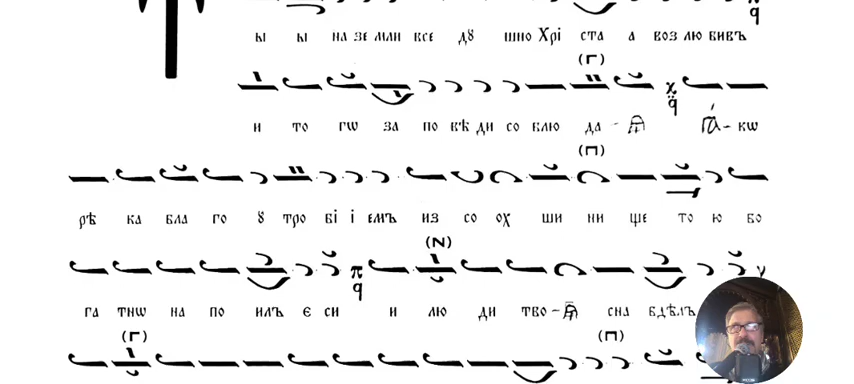 ы ы на зе мли все дꙋ шно Хрі ста а воз лю бивъ
(Г)
и то гѡ за по вѣ ди со блю да - ѧ ꙗ́ - кѡ
(П)
рѣ ка бла го ꙋ тро бі і емъ из со ох ши ни ще то ю бо
(N)
га тнѡ на по илъ є си и лю ди тво - ѧ сна бдѣлъ
(Г) (П)